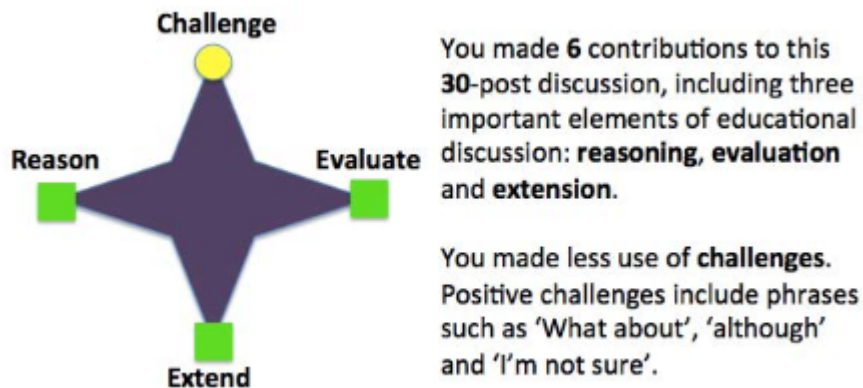 Challenge
Reason
Evaluate
Extend
You made 6 contributions to this
30-post discussion, including three
important elements of educational
discussion: reasoning, evaluation
and extension.
You made less use of challenges.
Positive challenges include phrases
such as ‘What about’, ‘although’
and ‘I’m not sure’.